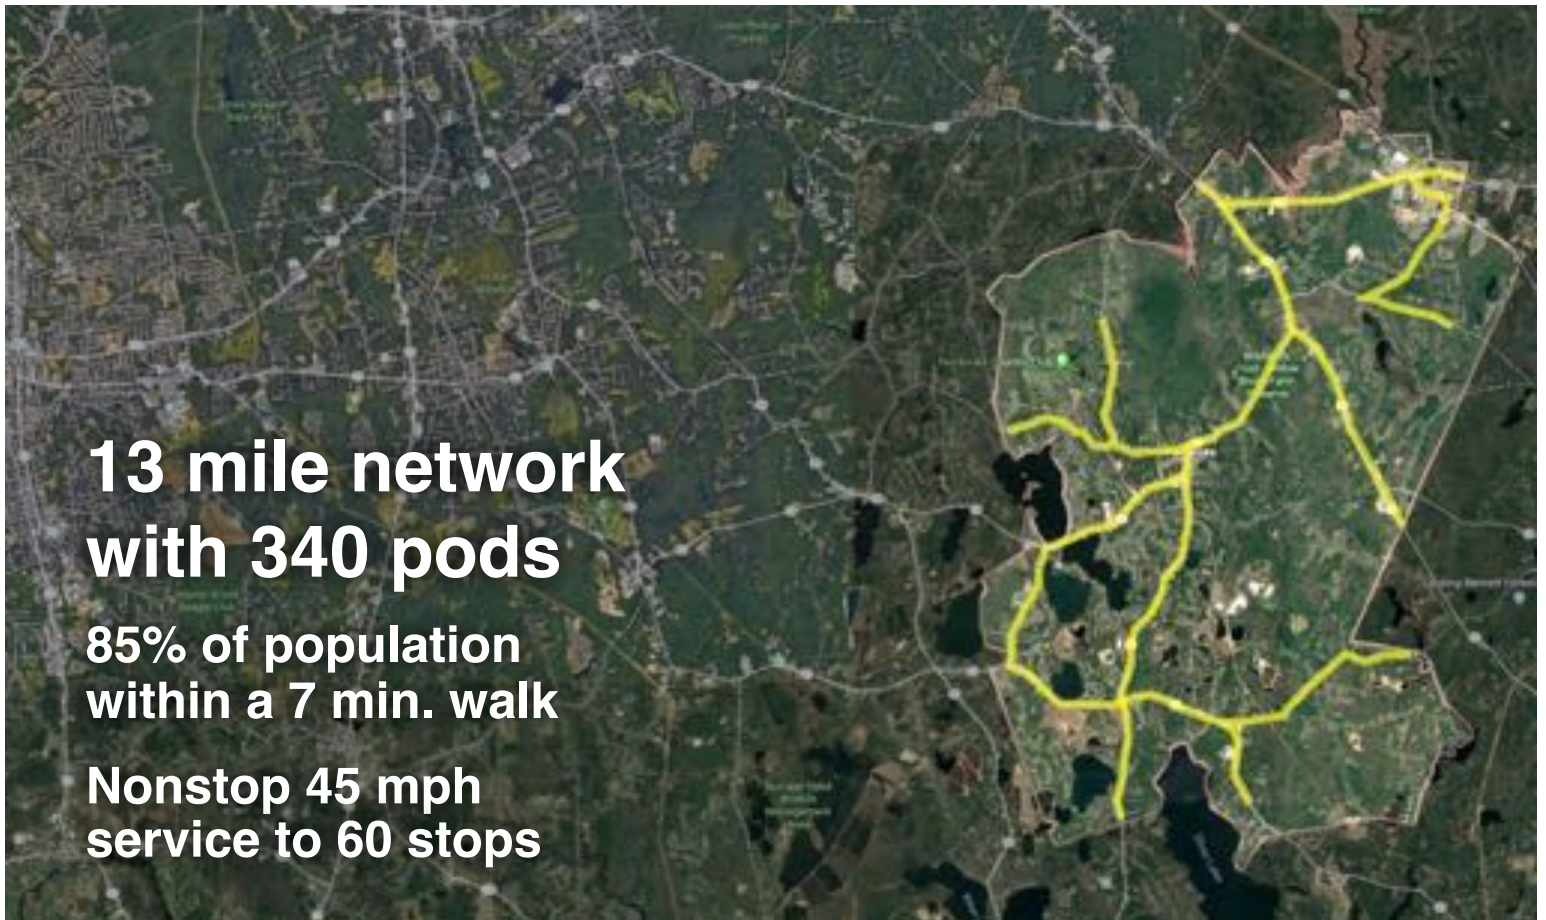 13 mile network
with 340 pods
85% of population
within a 7 min. walk
Nonstop 45 mph
service to 60 stops